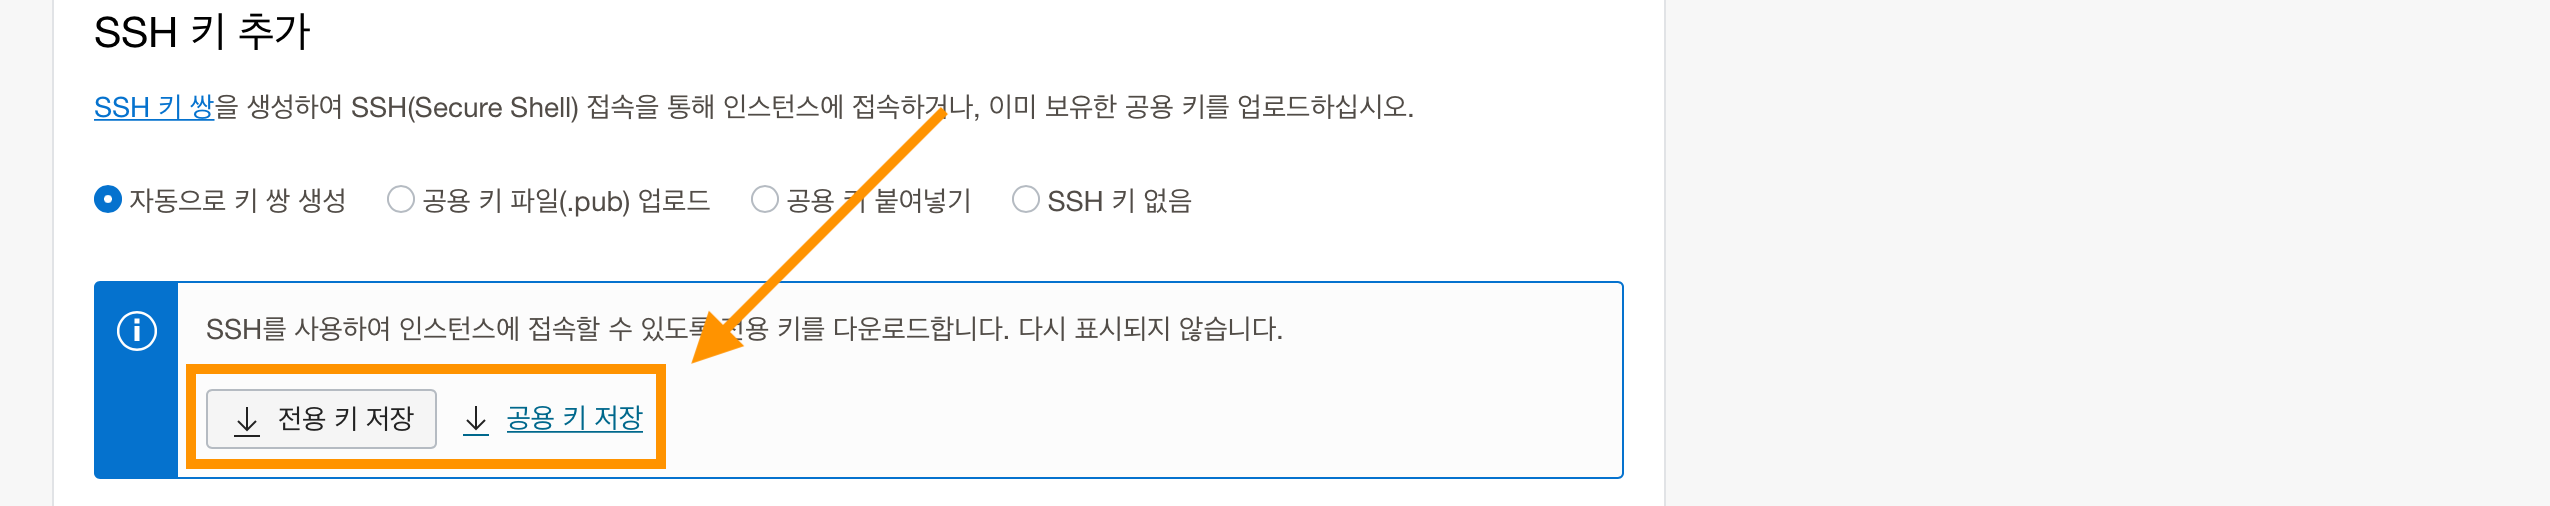 SSH 키 추가
SSH 키 쌍을 생성하여 SSH(Secure Shell) 접속을 통해 인스턴스에 접속하거나, 이미 보유한 공용 키를 업로드하십시오.
자동으로 키 쌍 생성 공용 키 파일(.pub) 업로드 공용 키 붙여넣기 SSH 키 없음
SSH를 사용하여 인스턴스에 접속할 수 있도록 전용 키를 다운로드합니다. 다시 표시되지 않습니다.
전용 키 저장 공용 키 저장